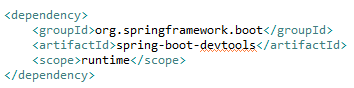 <dependency>
    <groupId>org.springframework.boot</groupId>
    <artifactId>spring-boot-devtools</artifactId>
    <scope>runtime</scope>
</dependency>